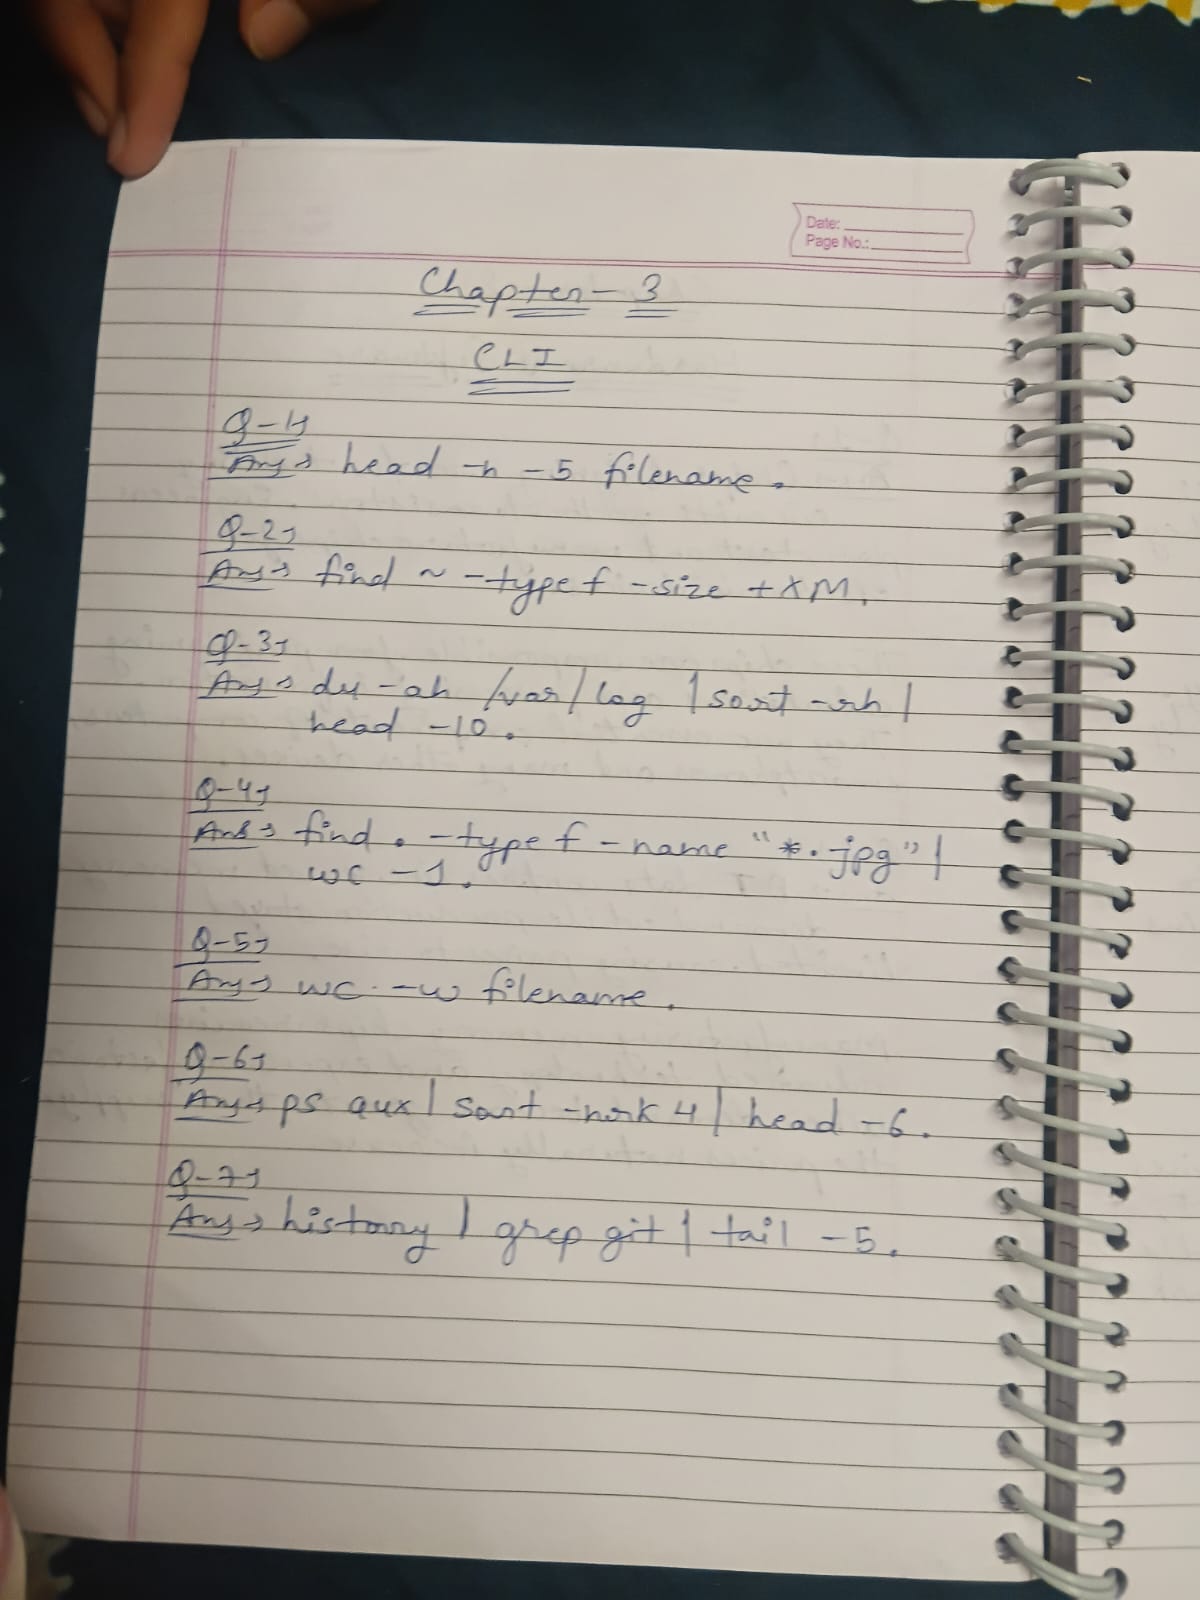 Date:
Page No.:
Chapter-3
CLI
Q-1→
Ans→ head -n -5 filename.
Q-2→
Ans→ find ~ -type f -size +XM.
Q-3→
Ans→ du -ah /var/log | sort -rh |
head -10.
Q-4→
Ans→ find . -type f -name "*.jpg" |
wc -1.
Q-5→
Ans→ wc -w filename.
Q-6→
Ans→ ps aux | sort -nrk 4 | head -6.
Q-7→
Ans→ history | grep git | tail -5.